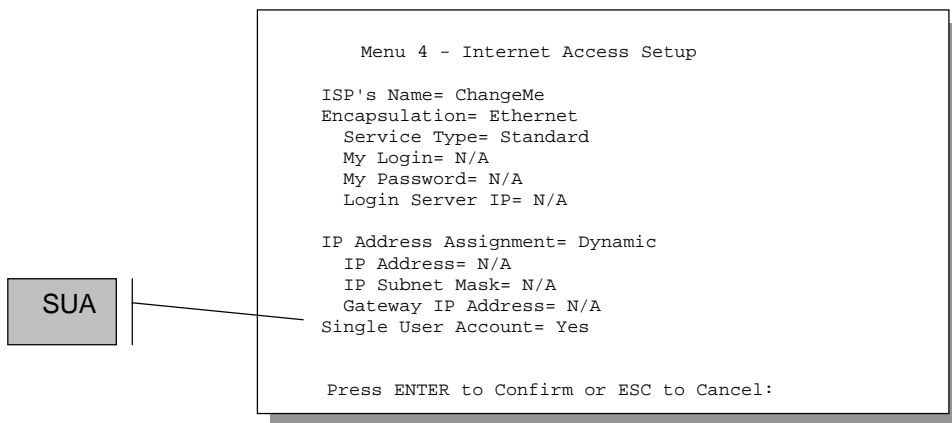 Menu 4 - Internet Access Setup
ISP's Name= ChangeMe
Encapsulation= Ethernet
Service Type= Standard
My Login= N/A
My Password= N/A
Login Server IP= N/A
IP Address Assignment= Dynamic
IP Address= N/A
IP Subnet Mask= N/A
Gateway IP Address= N/A
SUA
Single User Account= Yes
Press ENTER to Confirm or ESC to Cancel: